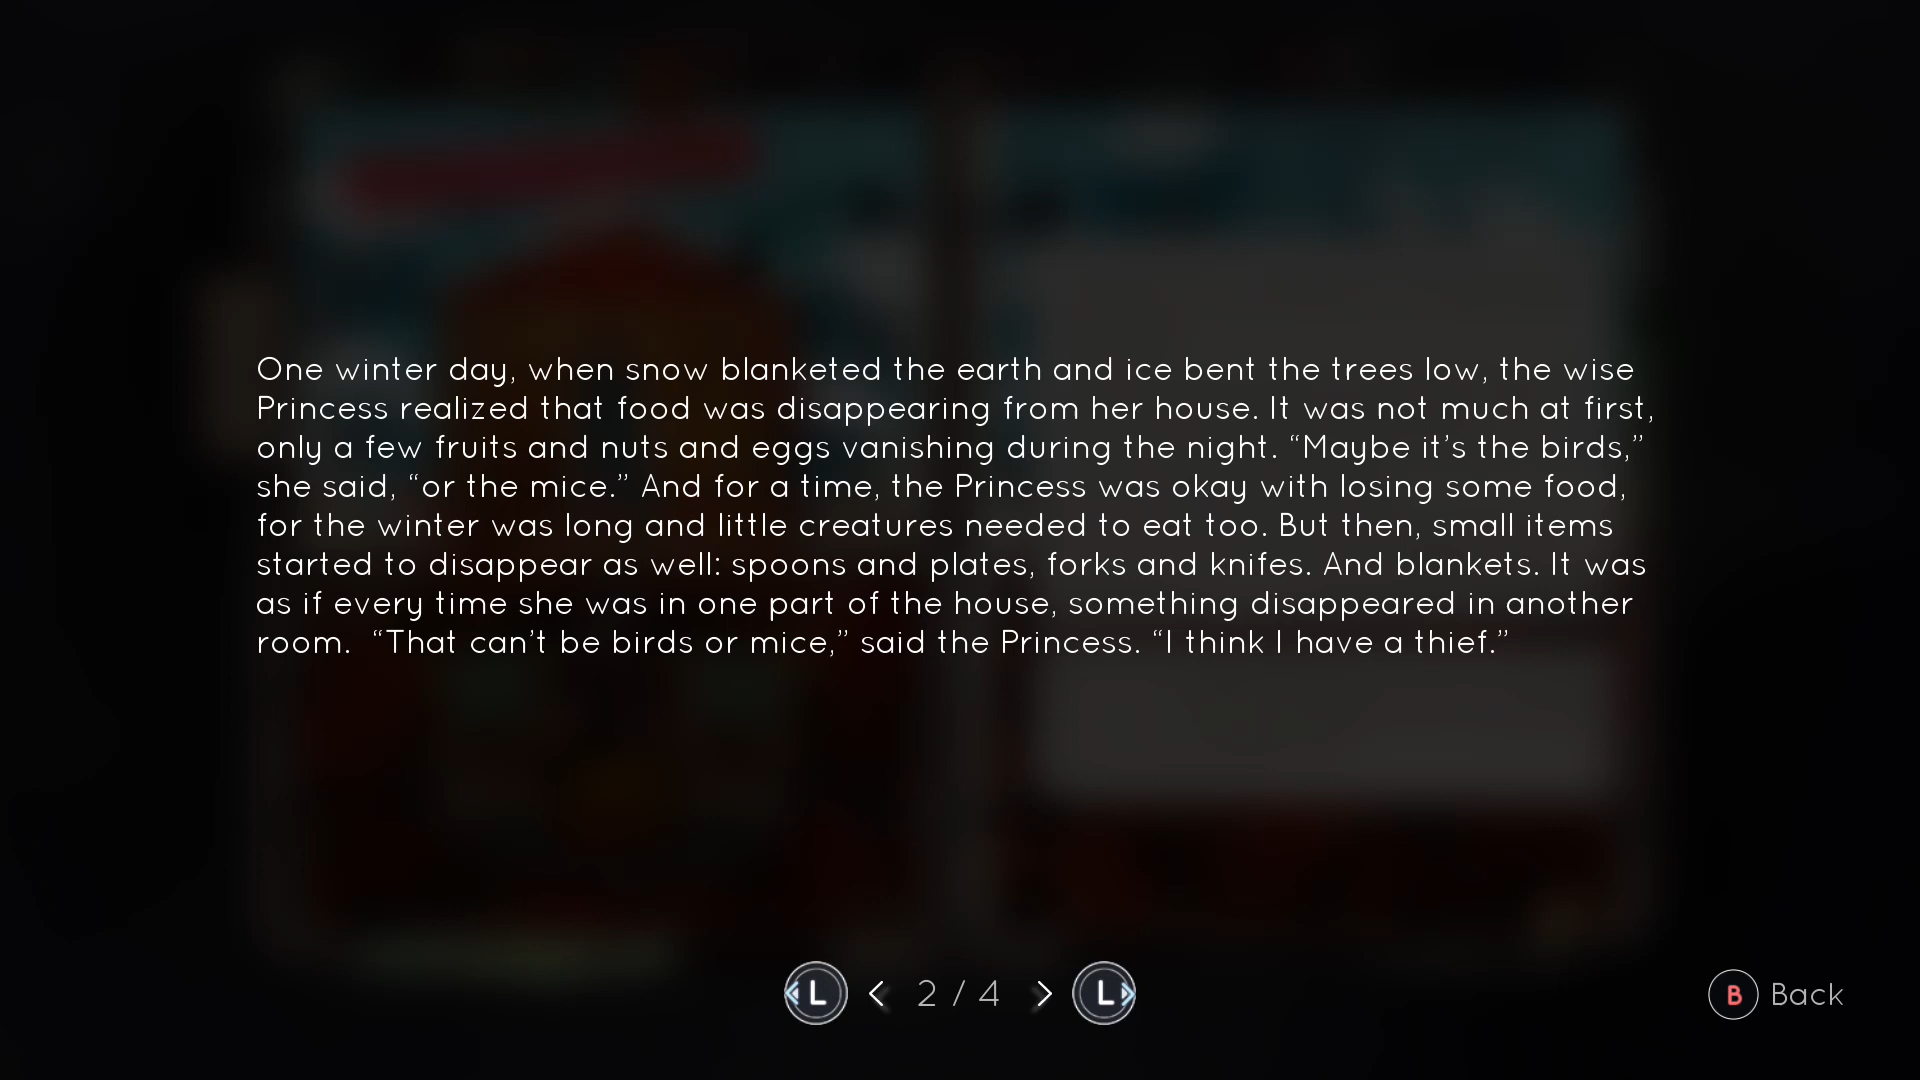 One winter day, when snow blanketed the earth and ice bent the trees low, the wise
Princess realized that food was disappearing from her house. It was not much at first,
only a few fruits and nuts and eggs vanishing during the night. “Maybe it’s the birds,”
she said, “or the mice.” And for a time, the Princess was okay with losing some food,
for the winter was long and little creatures needed to eat too. But then, small items
started to disappear as well: spoons and plates, forks and knifes. And blankets. It was
as if every time she was in one part of the house, something disappeared in another
room.  “That can’t be birds or mice,” said the Princess. “I think I have a thief.”
L < 2 / 4 > L
B Back